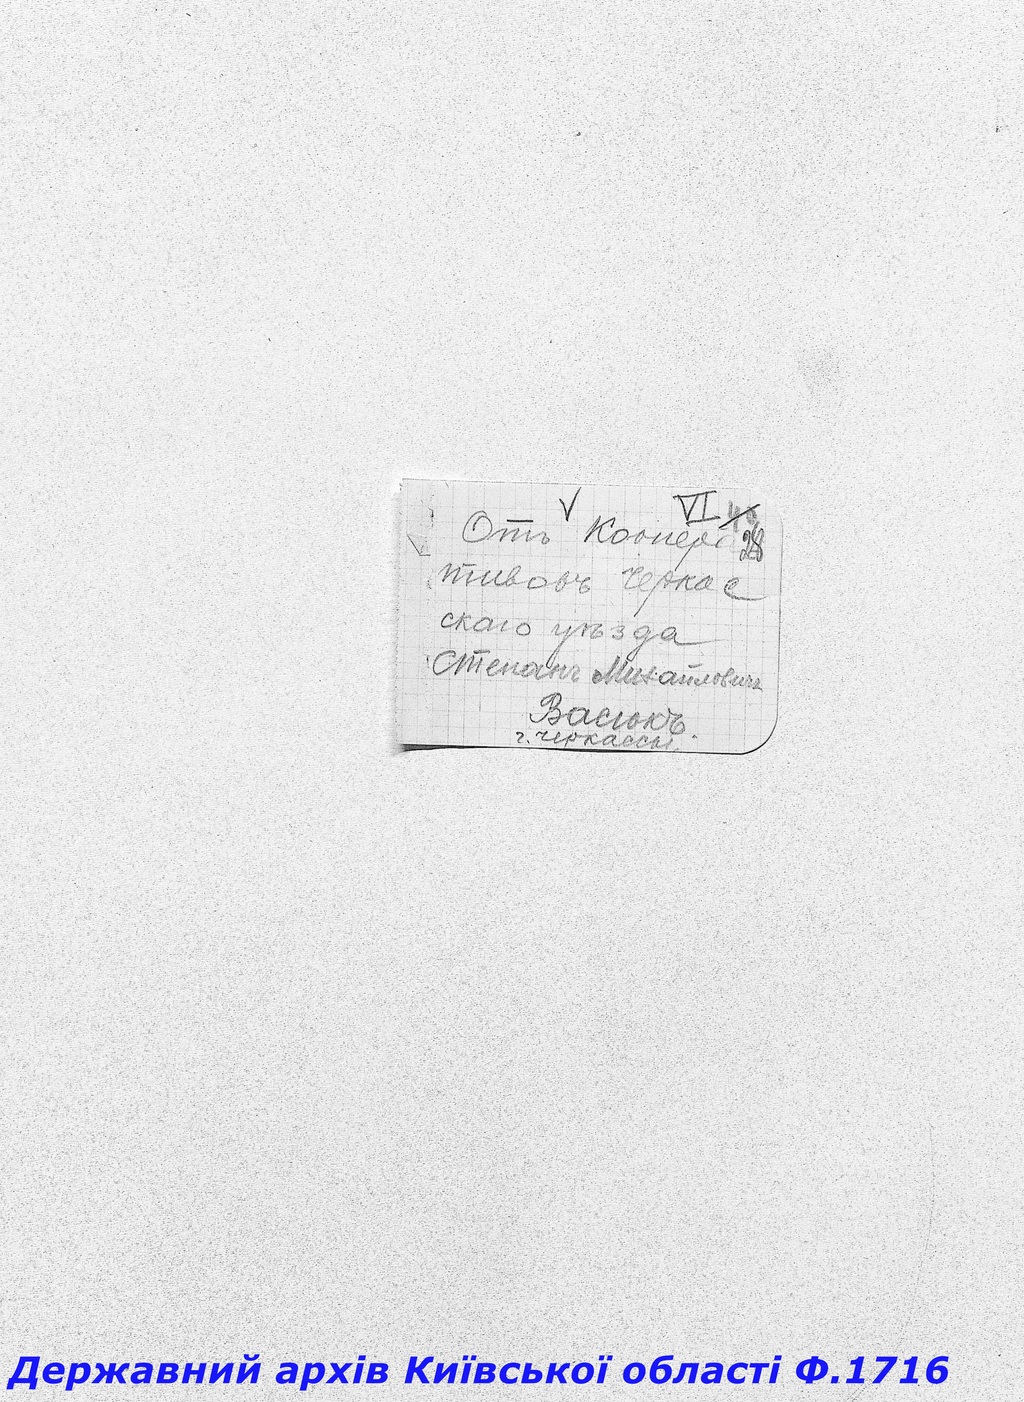 VI
28
Отъ Коопера
тивовъ Черкас
скаго уѣзда
Степанъ Михайловичъ
Васюкъ
г. Черкассы.
Державний архів Київської області Ф.1716